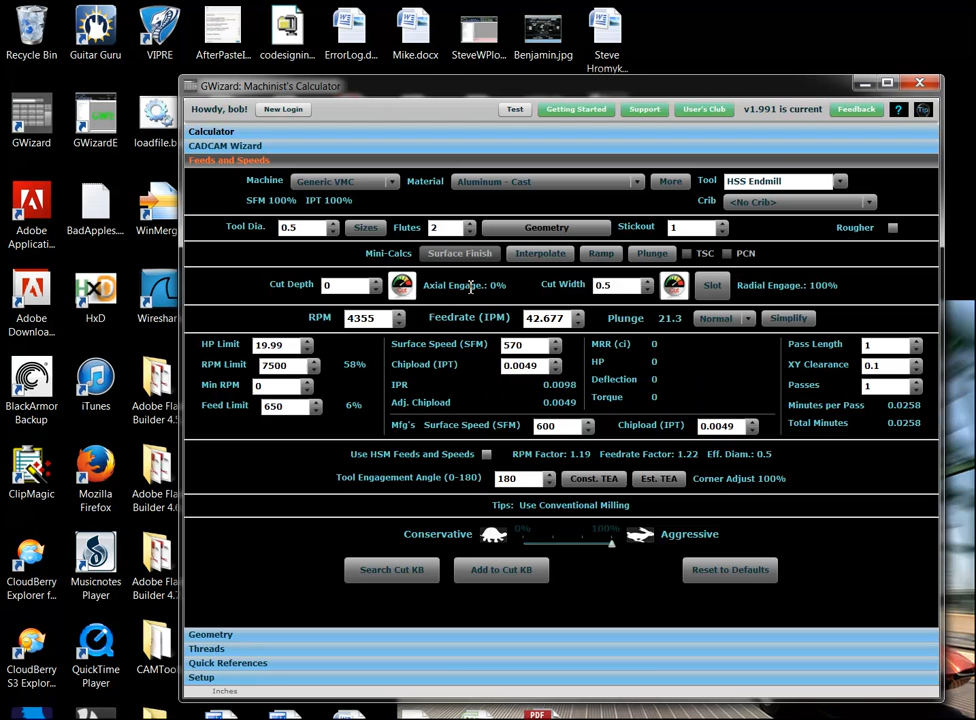 Recycle Bin
Guitar Guru
VIPRE
AfterPasteI...
codesignin...
ErrorLog.d...
Mike.docx
SteveWPlo...
Benjamin.jpg
Steve
Hromyk...
GWizard
GWizardE
loadfile.b
Adobe
Applicati...
BadApples...
WinMerg
Adobe
Downloa...
HxD
Wireshar
BlackArmor
Backup
iTunes
Adobe Fla
Builder 4.
ClipMagic
Mozilla
Firefox
Adobe Fla
Builder 4.6
CloudBerry
Explorer f...
Musicnotes
Player
Adobe Fla
Builder 4.7
CloudBerry
S3 Explor...
QuickTime
Player
CAMToo
PDF
GWizard: Machinist's Calculator
Howdy, bob! New Login Test Getting Started Support User's Club v1.991 is current Feedback ? Tip
Calculator
CADCAM Wizard
Feeds and Speeds
Machine Generic VMC Material Aluminum - Cast More Tool HSS Endmill
SFM 100% IPT 100% Crib <No Crib>
Tool Dia. 0.5 Sizes Flutes 2 Geometry Stickout 1 Rougher
Mini-Calcs Surface Finish Interpolate Ramp Plunge TSC PCN
Cut Depth 0 Axial Engage.: 0% Cut Width 0.5 Slot Radial Engage.: 100%
RPM 4355 Feedrate (IPM) 42.677 Plunge 21.3 Normal Simplify
HP Limit 19.99 Surface Speed (SFM) 570 MRR (ci) 0 Pass Length 1
RPM Limit 7500 58% Chipload (IPT) 0.0049 HP 0 XY Clearance 0.1
Min RPM 0 IPR 0.0098 Deflection 0 Passes 1
Feed Limit 650 6% Adj. Chipload 0.0049 Torque 0 Minutes per Pass 0.0258
Total Minutes 0.0258
Mfg's Surface Speed (SFM) 600 Chipload (IPT) 0.0049
Use HSM Feeds and Speeds RPM Factor: 1.19 Feedrate Factor: 1.22 Eff. Diam.: 0.5
Tool Engagement Angle (0-180) 180 Const. TEA Est. TEA Corner Adjust 100%
Tips: Use Conventional Milling
Conservative 0% 100% Aggressive
Search Cut KB Add to Cut KB Reset to Defaults
Geometry
Threads
Quick References
Setup
Inches